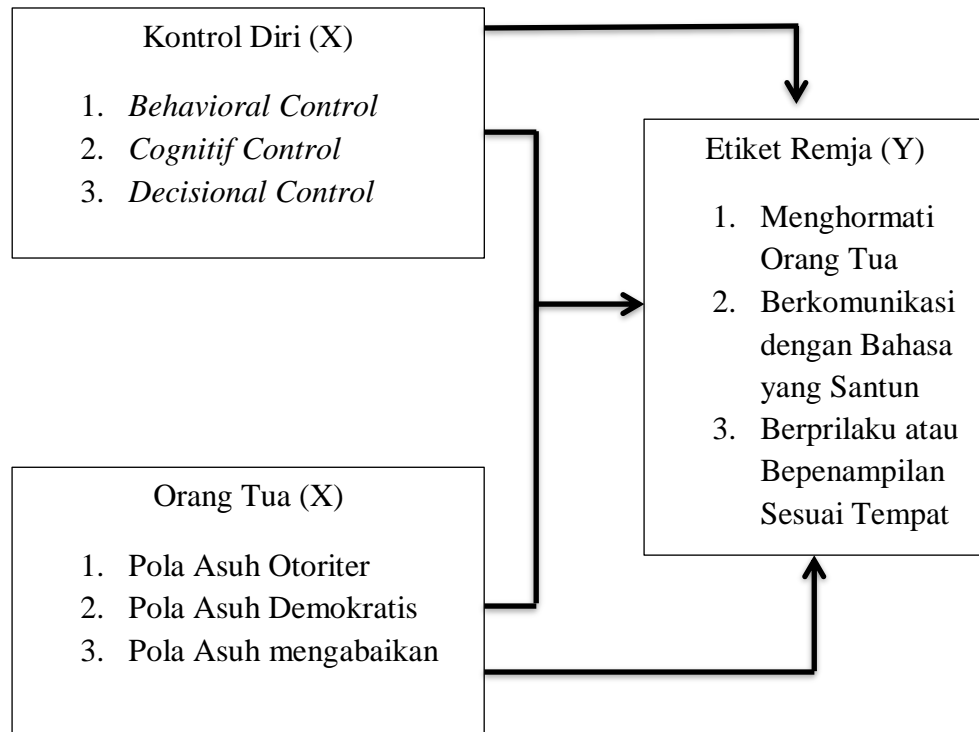 Kontrol Diri (X)
1. Behavioral Control
2. Cognitif Control
3. Decisional Control
Etiket Remja (Y)
1. Menghormati
Orang Tua
2. Berkomunikasi
dengan Bahasa
yang Santun
3. Berprilaku atau
Bepenampilan
Sesuai Tempat
Orang Tua (X)
1. Pola Asuh Otoriter
2. Pola Asuh Demokratis
3. Pola Asuh mengabaikan